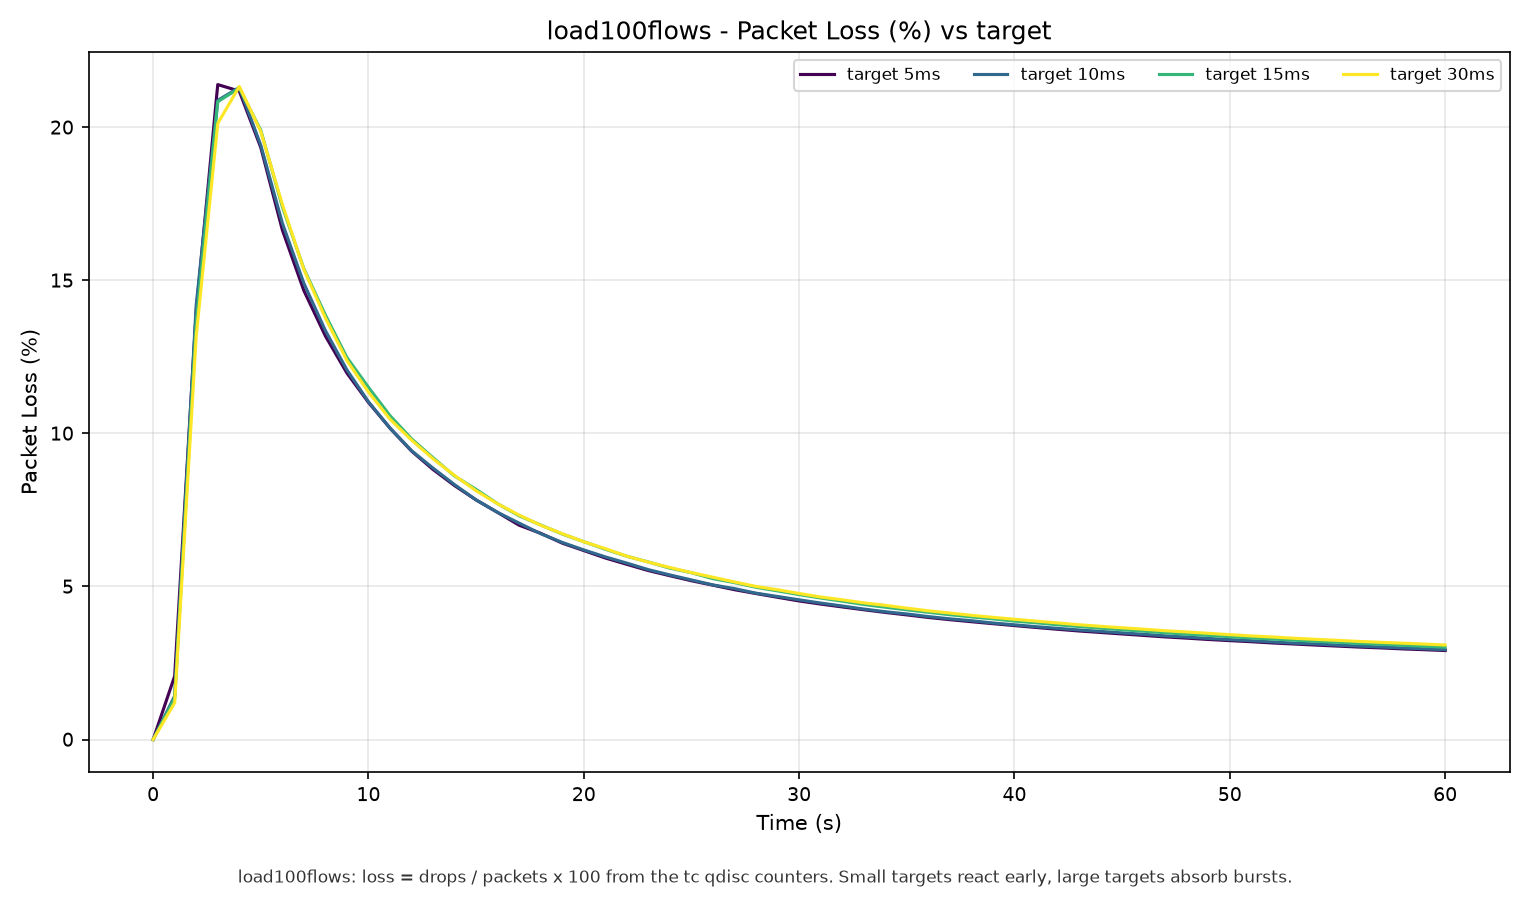 load100flows - Packet Loss (%) vs target
target 5ms target 10ms target 15ms target 30ms
Packet Loss (%)
20
15
10
5
0
0 10 20 30 40 50 60
Time (s)
load100flows: loss = drops / packets x 100 from the tc qdisc counters. Small targets react early, large targets absorb bursts.